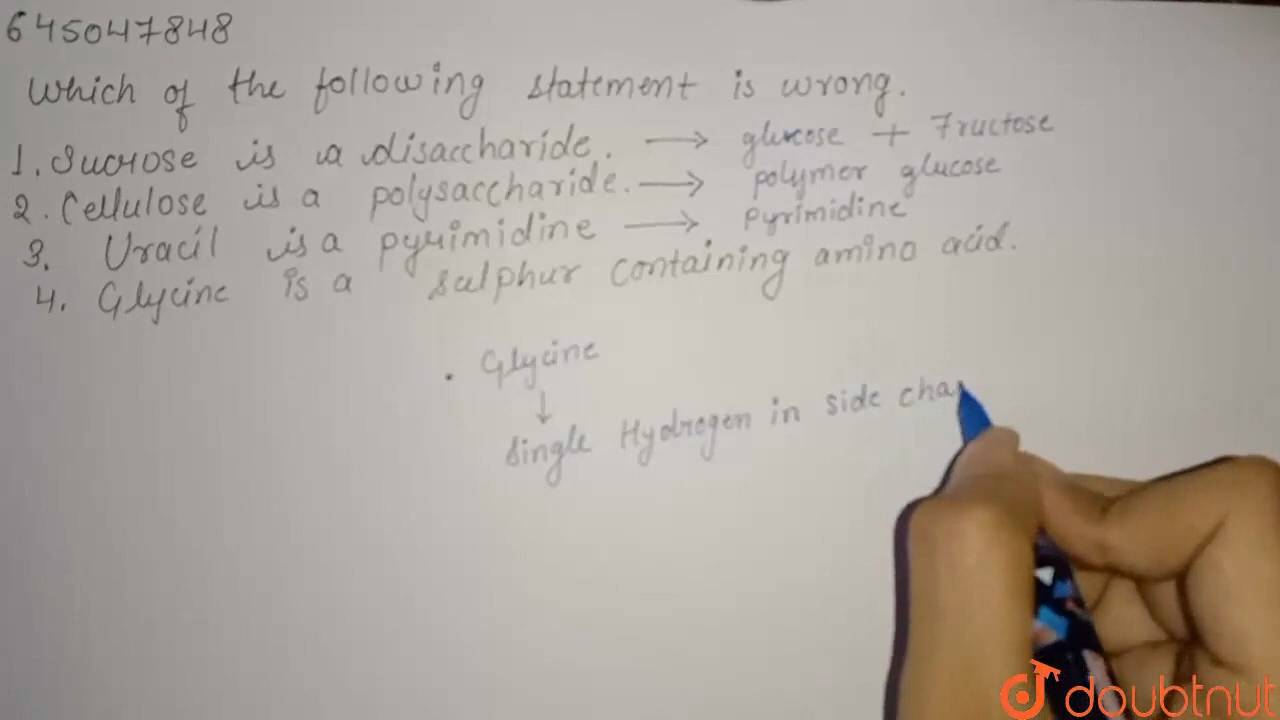 645047848
Which of the following statement is wrong.
1. Sucrose is a disaccharide. → glucose + Fructose
2. Cellulose is a polysaccharide. → polymer glucose
3. Uracil is a pyrimidine → Pyrimidine
4. Glycine is a sulphur containing amino acid.
. Glycine
↓
Single Hydrogen in side cha
doubtnut